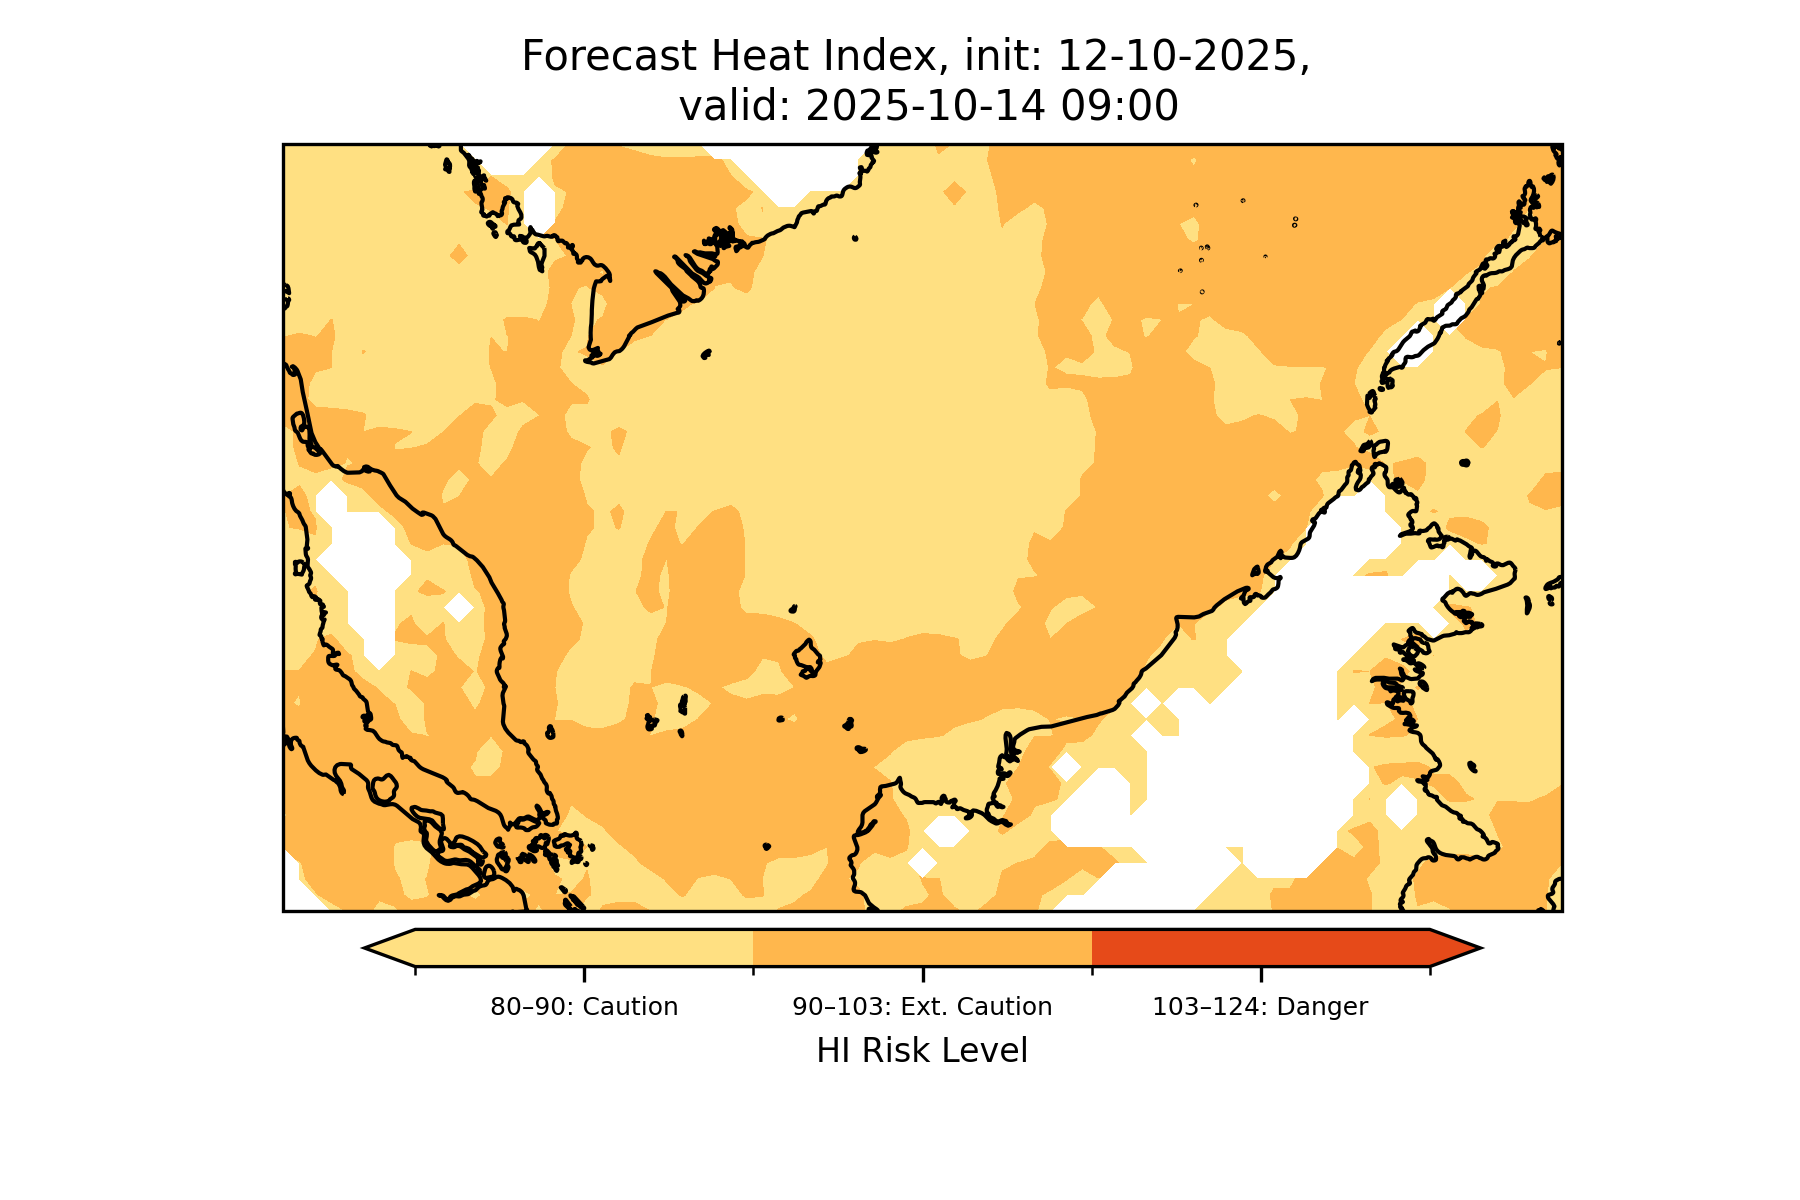 Forecast Heat Index, init: 12-10-2025,
valid: 2025-10-14 09:00
80–90: Caution
90–103: Ext. Caution
103–124: Danger
HI Risk Level